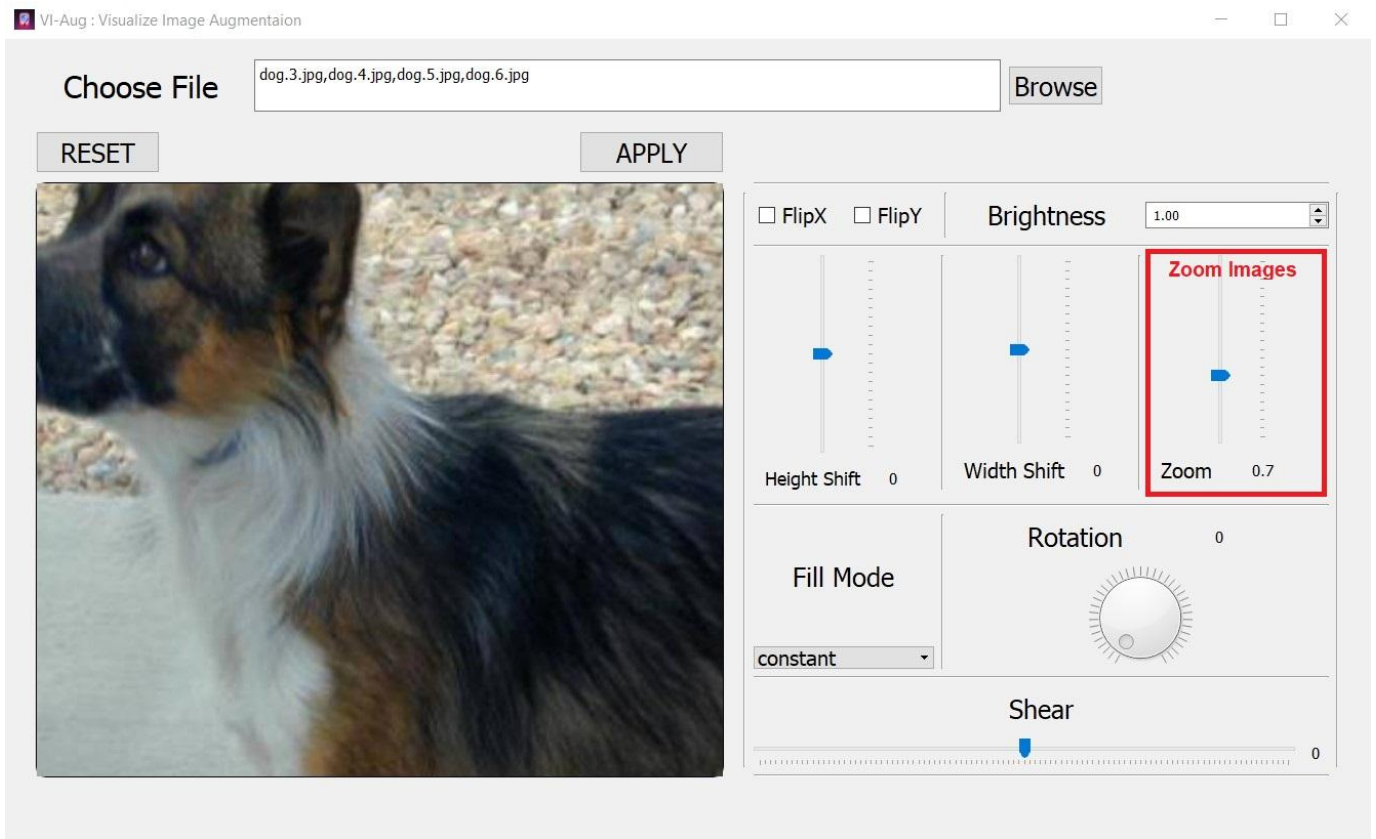 VI-Aug : Visualize Image Augmentaion
Choose File
dog.3.jpg,dog.4.jpg,dog.5.jpg,dog.6.jpg
Browse
RESET
APPLY
FlipX
FlipY
Brightness
1.00
Zoom Images
Height Shift 0
Width Shift 0
Zoom 0.7
Fill Mode
constant
Rotation 0
Shear
0